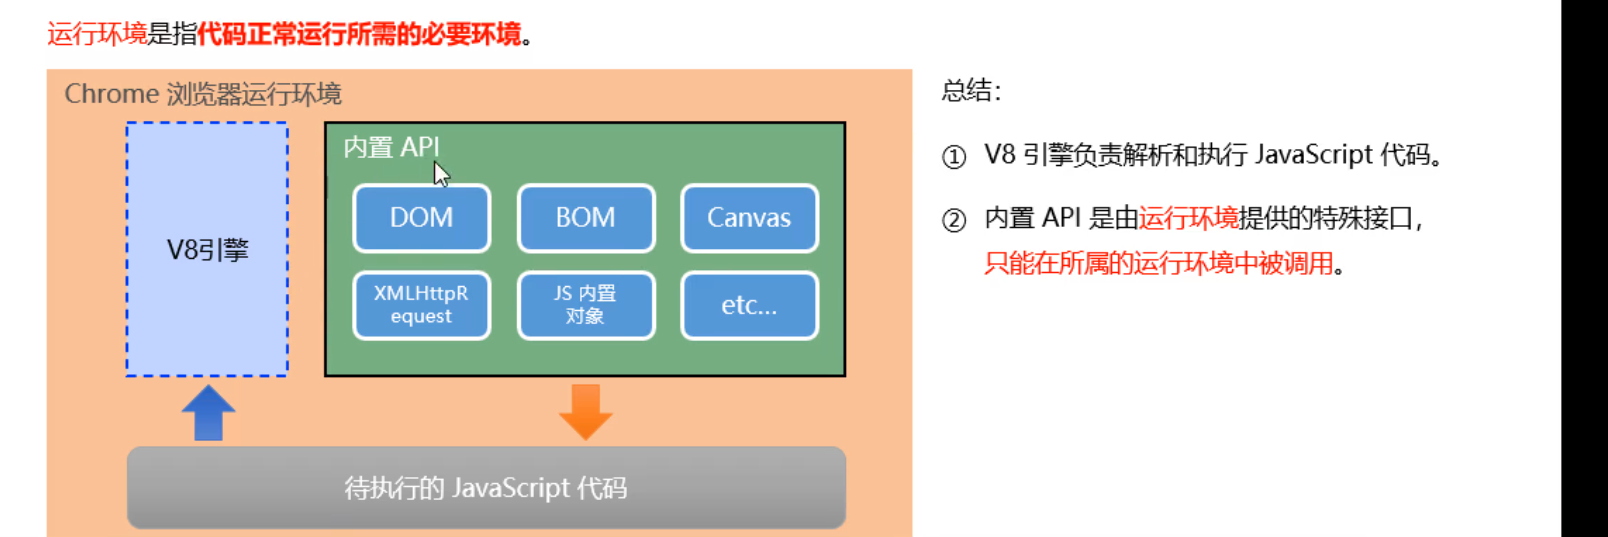 运行环境是指代码正常运行所需的必要环境。
Chrome 浏览器运行环境
V8引擎
内置 API
DOM
BOM
Canvas
XMLHttpR
equest
JS 内置
对象
etc...
待执行的 JavaScript 代码
总结：
① V8 引擎负责解析和执行 JavaScript 代码。
② 内置 API 是由运行环境提供的特殊接口，
只能在所属的运行环境中被调用。